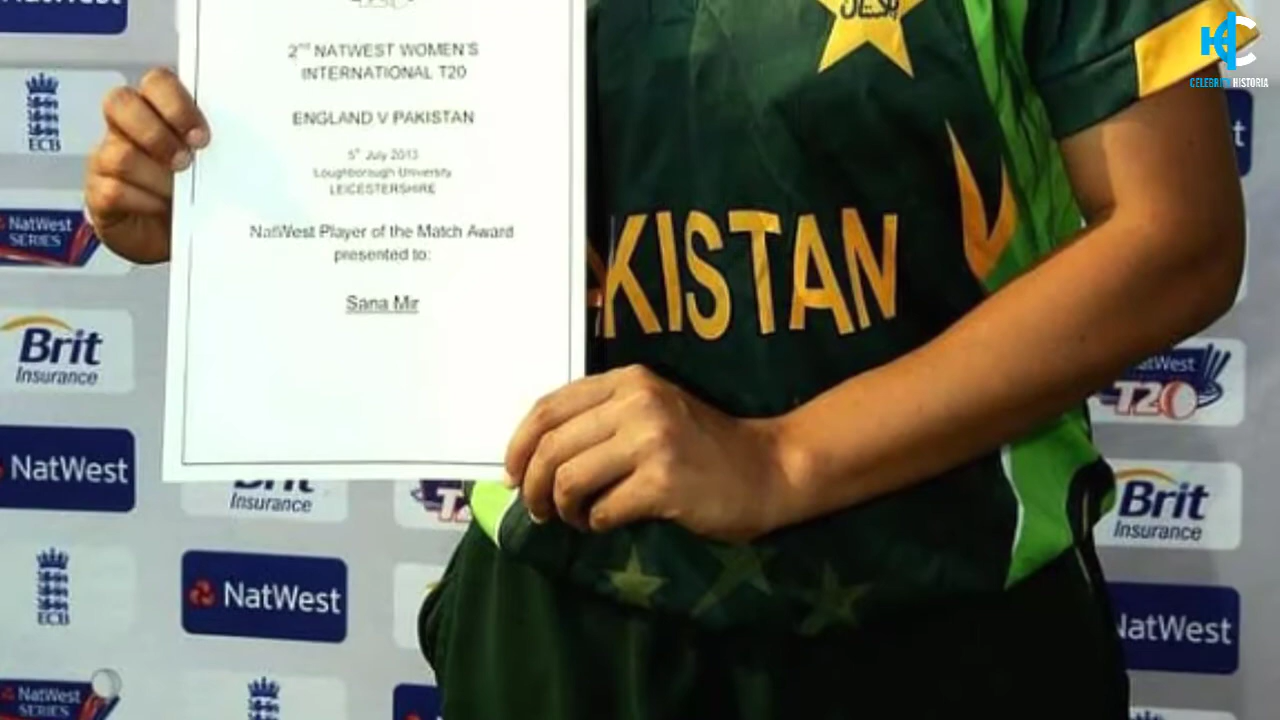 2ND NATWEST WOMEN'S
INTERNATIONAL T20
ENGLAND V PAKISTAN
5th July 2013
Loughborough University
LEICESTERSHIRE
NatWest Player of the Match Award
presented to:
Sana Mir
پاکستان
KISTAN
CELEBRITY HISTORIA
ECB
NatWest
SERIES
Brit
Insurance
NatWest
Insurance
ECB
NatWest
NatWest
SERIES
T20
Brit
Insurance
NatWest